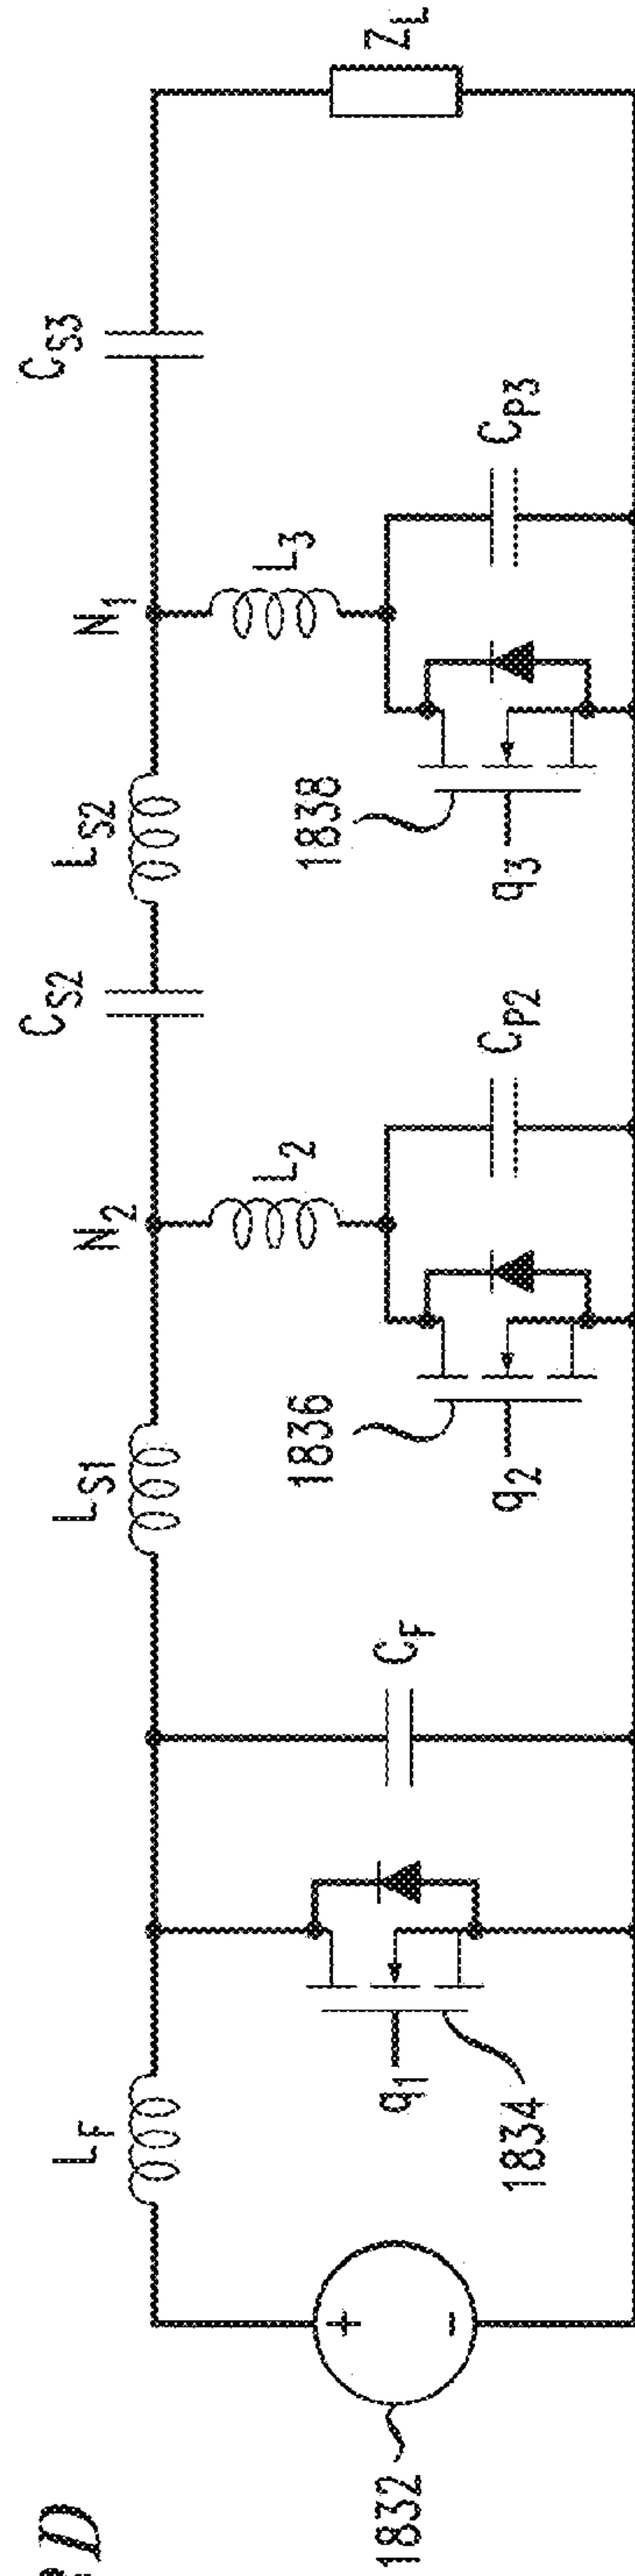 D
1832
+
-
L_F
q_1
1834
C_F
L_S1
N_2
L_2
1836
q_2
C_P2
C_S2
L_S2
N_1
L_3
1838
q_3
C_P3
C_S3
Z_L